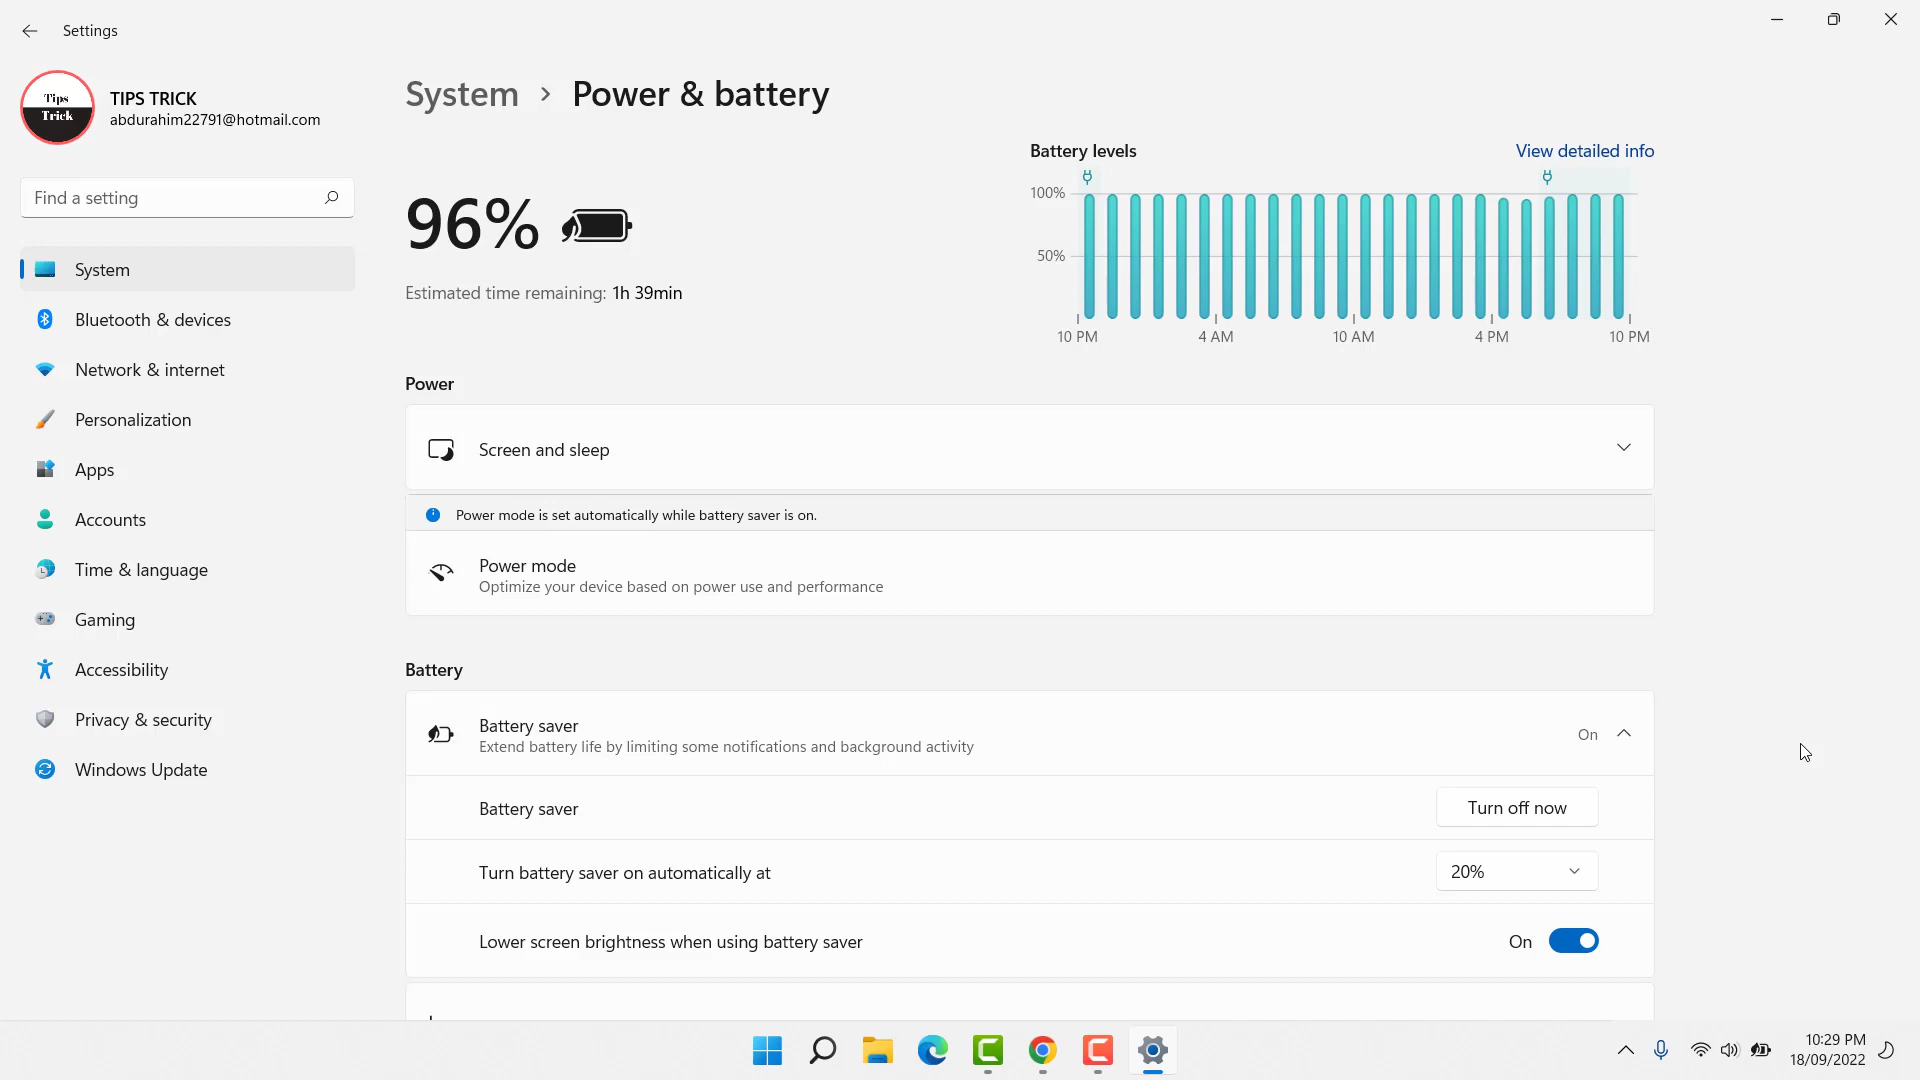 Settings
Tips
Trick
TIPS TRICK
abdurahim22791@hotmail.com
Find a setting
System
Bluetooth & devices
Network & internet
Personalization
Apps
Accounts
Time & language
Gaming
Accessibility
Privacy & security
Windows Update
System > Power & battery
96%
Estimated time remaining: 1h 39min
Battery levels
View detailed info
100%
50%
10 PM
4 AM
10 AM
4 PM
10 PM
Power
Screen and sleep
Power mode is set automatically while battery saver is on.
Power mode
Optimize your device based on power use and performance
Battery
Battery saver
Extend battery life by limiting some notifications and background activity
On
Battery saver
Turn off now
Turn battery saver on automatically at
20%
Lower screen brightness when using battery saver
On
10:29 PM
18/09/2022